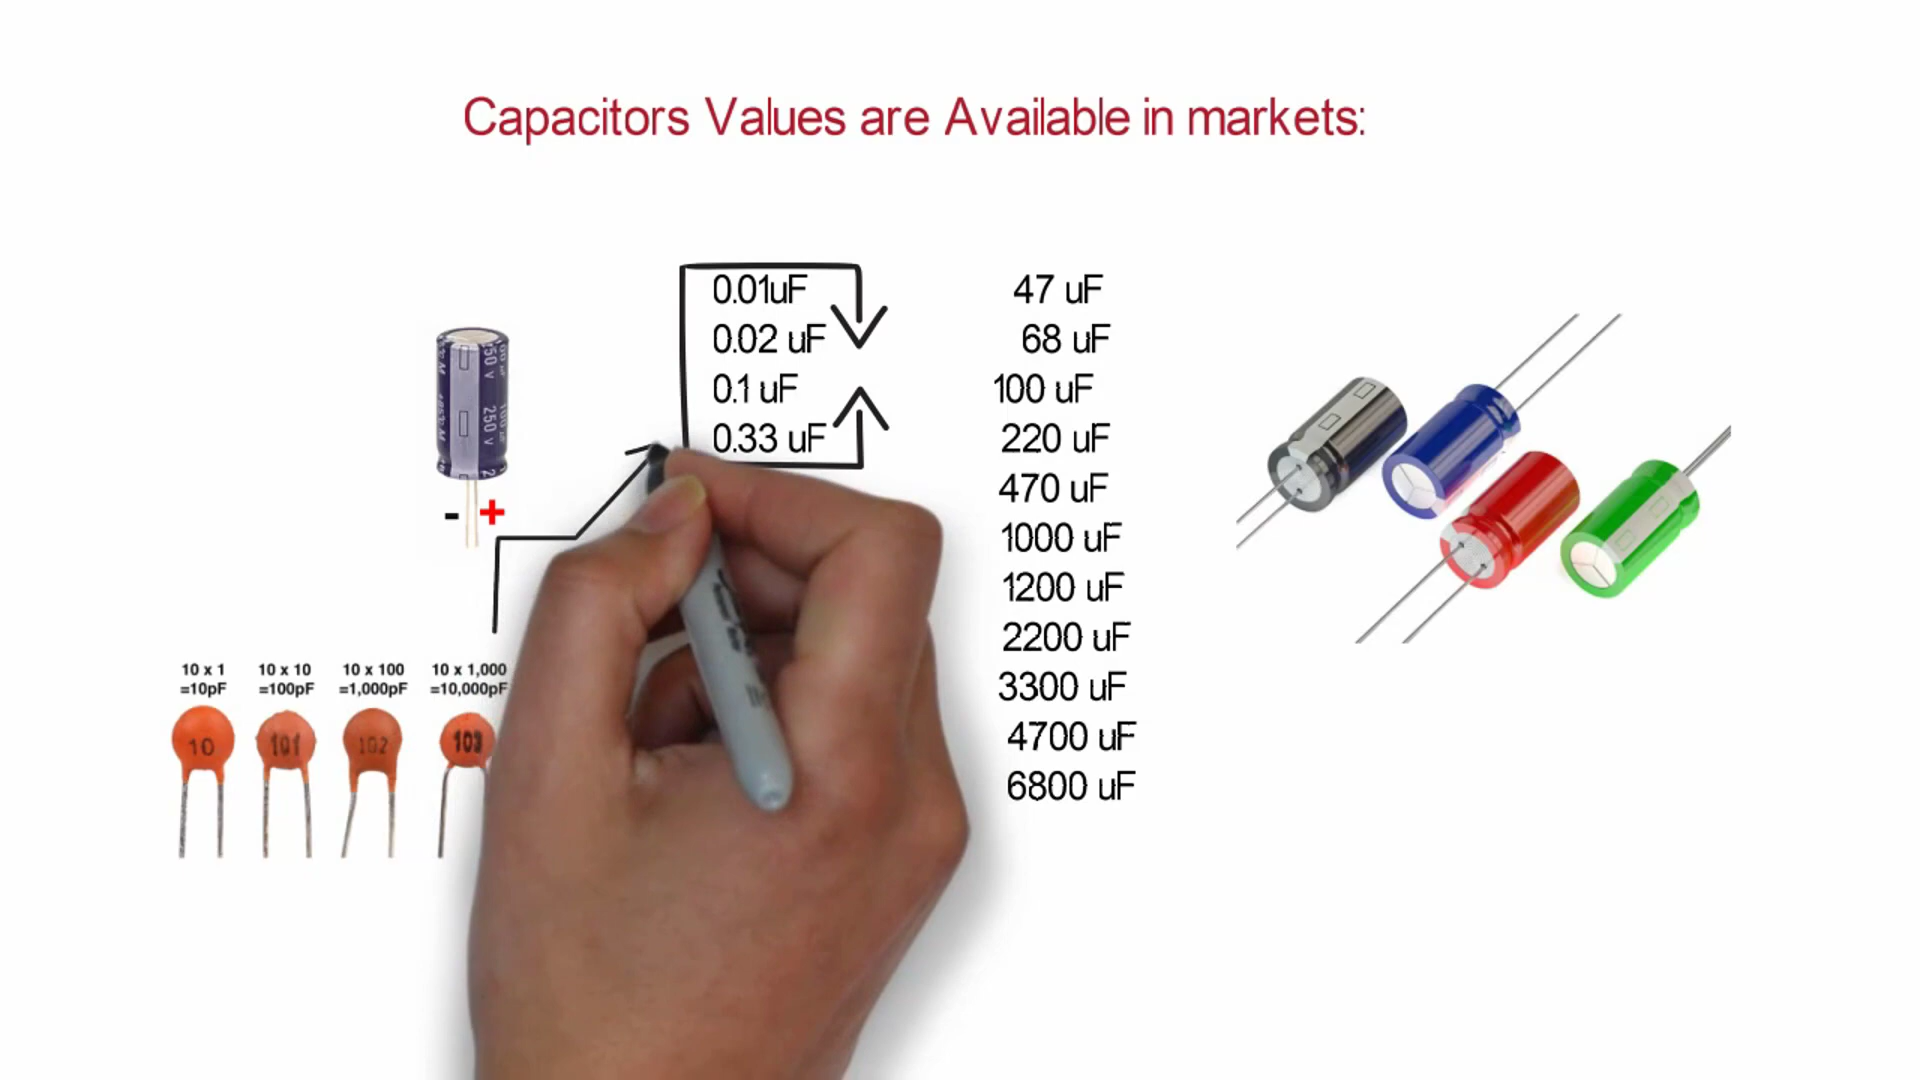 Capacitors Values are Available in markets:
0.01uF
0.02 uF
0.1 uF
0.33 uF
47 uF
68 uF
100 uF
220 uF
470 uF
1000 uF
1200 uF
2200 uF
3300 uF
4700 uF
6800 uF
250 V
- +
10 x 1
=10pF
10 x 10
=100pF
10 x 100
=1,000pF
10 x 1,000
=10,000pF
10
101
102
103